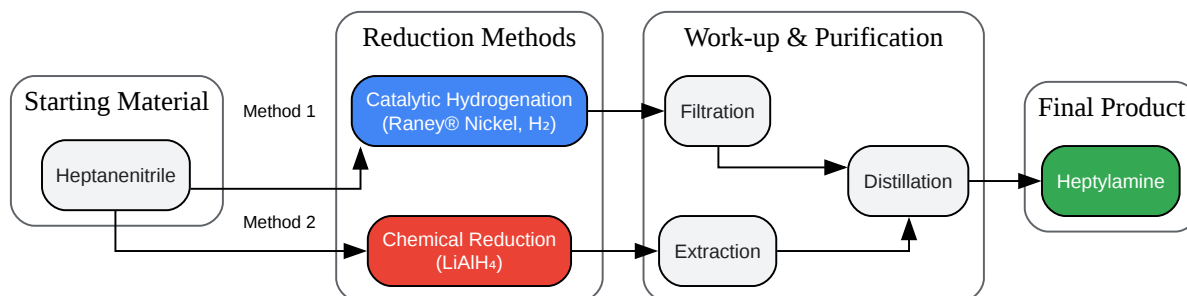 Starting Material
Heptanenitrile
Method 1
Method 2
Reduction Methods
Catalytic Hydrogenation
(Raney® Nickel, H₂)
Chemical Reduction
(LiAlH₄)
Work-up & Purification
Filtration
Extraction
Distillation
Final Product
Heptylamine